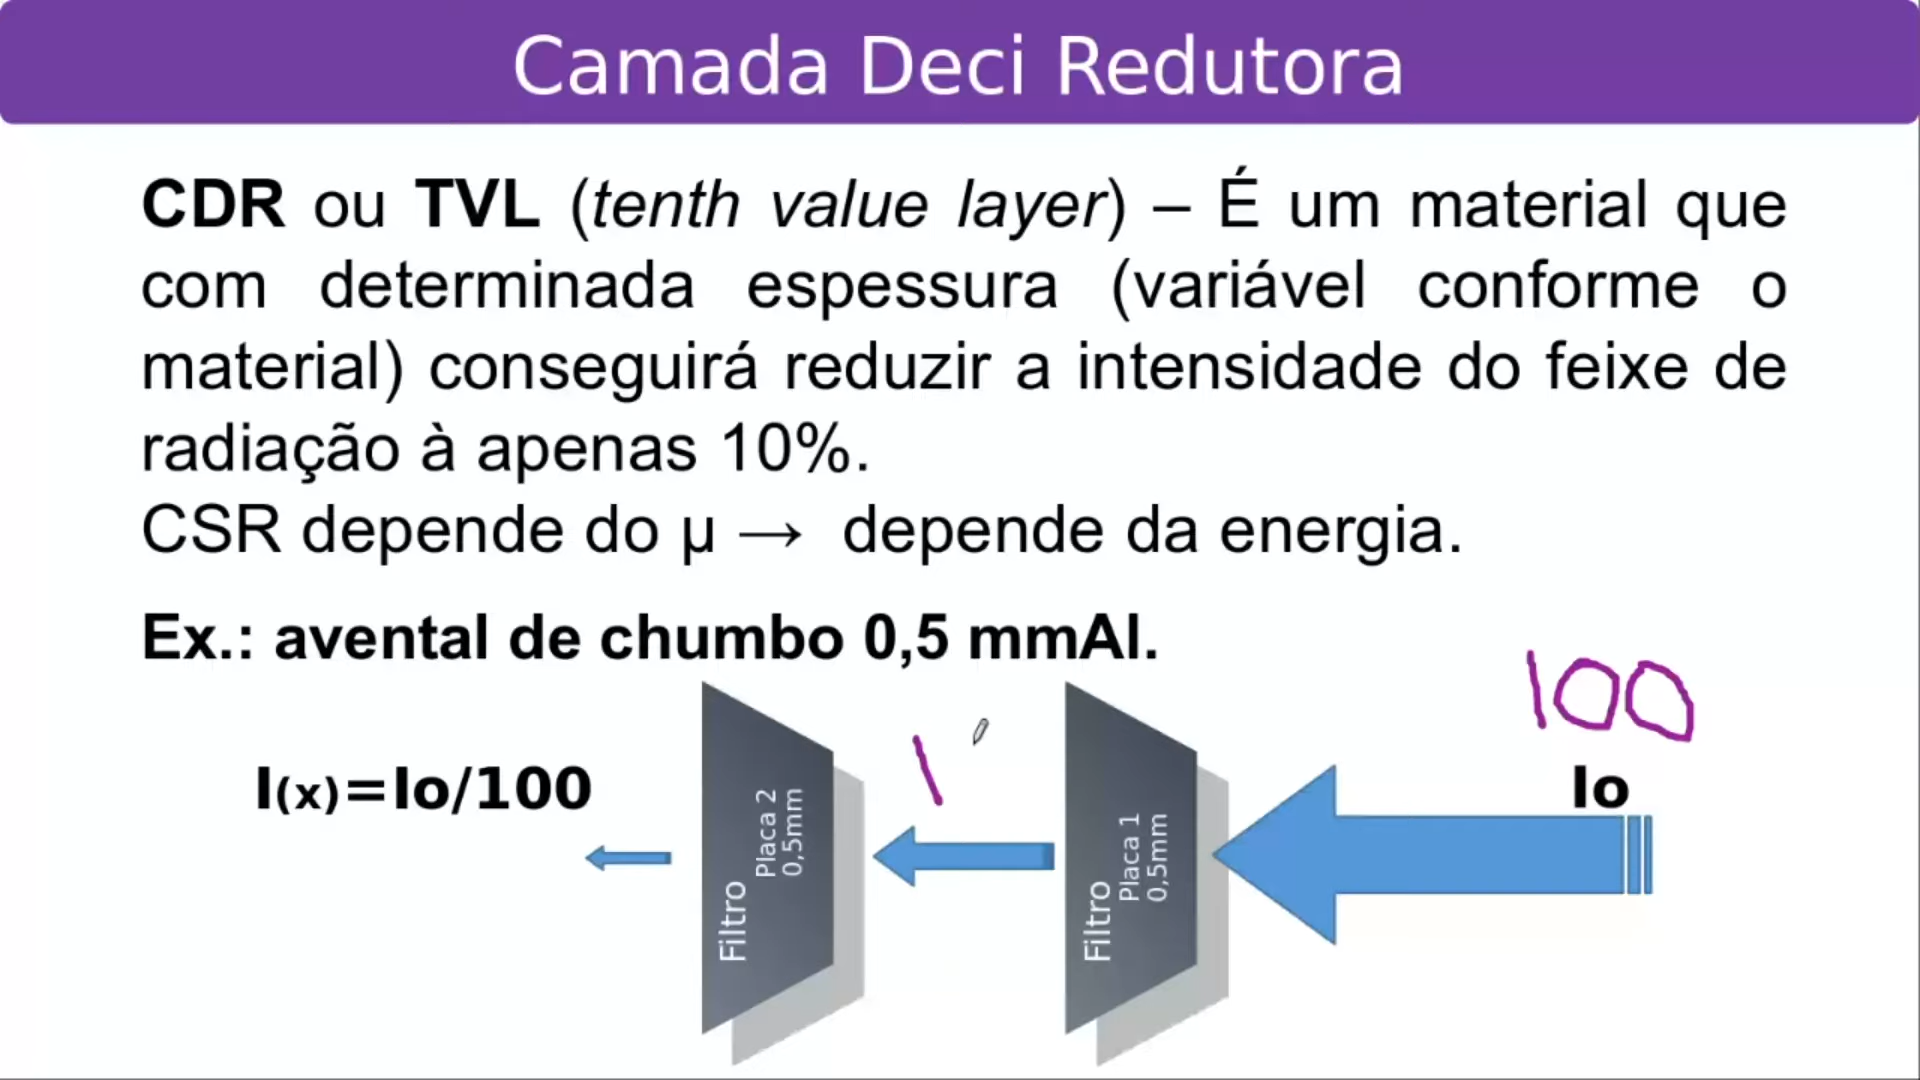 Camada Deci Redutora
CDR ou TVL (tenth value layer) – É um material que
com determinada espessura (variável conforme o
material) conseguirá reduzir a intensidade do feixe de
radiação à apenas 10%.
CSR depende do µ → depende da energia.
Ex.: avental de chumbo 0,5 mmAl.
100
I(x)=Io/100
Filtro
Placa 2
0,5mm
1
Filtro
Placa 1
0,5mm
Io